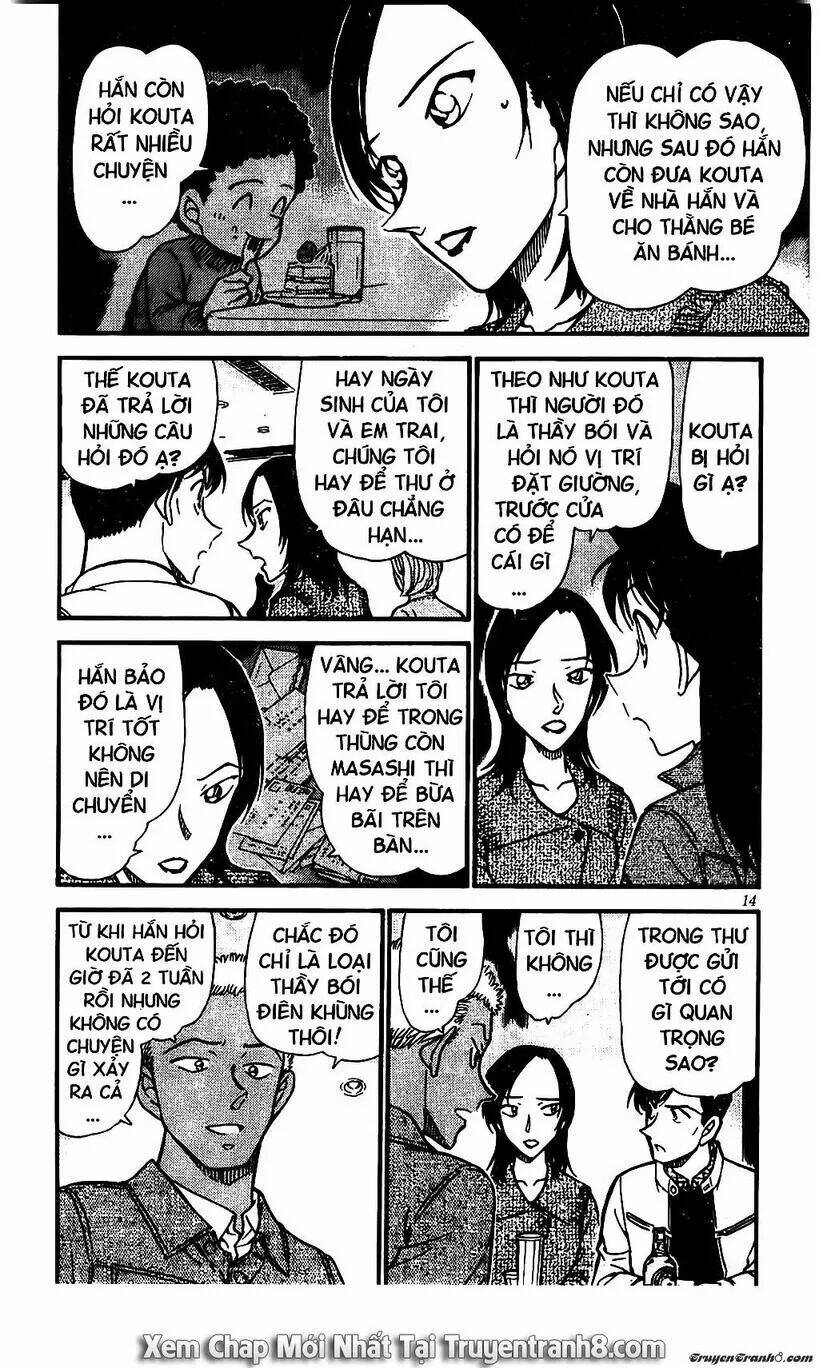 NẾU CHỈ CÓ VẬY
THÌ KHÔNG SAO,
NHƯNG SAU ĐÓ HẮN
CÒN ĐƯA KOUTA
VỀ NHÀ HẮN VÀ
CHO THẰNG BÉ
ĂN BÁNH...
HẮN CÒN
HỎI KOUTA
RẤT NHIỀU
CHUYỆN
...
KOUTA
BỊ HỎI
GÌ Ạ?
THEO NHƯ KOUTA
THÌ NGƯỜI ĐÓ
LÀ THẦY BÓI VÀ
HỎI NÓ VỊ TRÍ
ĐẶT GIƯỜNG,
TRƯỚC CỬA
CÓ ĐỂ
CÁI GÌ
...
HAY NGÀY
SINH CỦA TÔI
VÀ EM TRAI,
CHÚNG TÔI
HAY ĐỂ THƯ Ở
ĐÂU CHẲNG
HẠN...
THẾ KOUTA
ĐÃ TRẢ LỜI
NHỮNG CÂU
HỎI ĐÓ Ạ?
VÂNG... KOUTA
TRẢ LỜI TÔI
HAY ĐỂ TRONG
THÙNG CÒN
MASASHI THÌ
HAY ĐỂ BỪA
BÃI TRÊN
BÀN...
HẮN BẢO
ĐÓ LÀ VỊ
TRÍ TỐT
KHÔNG
NÊN DI
CHUYỂN
...
14
TRONG THƯ
ĐƯỢC GỬI
TỚI CÓ
GÌ QUAN
TRỌNG
SAO?
TÔI THÌ
KHÔNG
...
TÔI
CŨNG
THẾ
...
CHẮC ĐÓ
CHỈ LÀ LOẠI
THẦY BÓI
ĐIÊN KHÙNG
THÔI!
TỪ KHI HẮN HỎI
KOUTA ĐẾN
GIỜ ĐÃ 2 TUẦN
RỒI NHƯNG
KHÔNG CÓ
CHUYỆN
GÌ XẢY
RA CẢ
...
Xem Chap Mới Nhất Tại Truyentranh8.com
TruyenTranh8.com